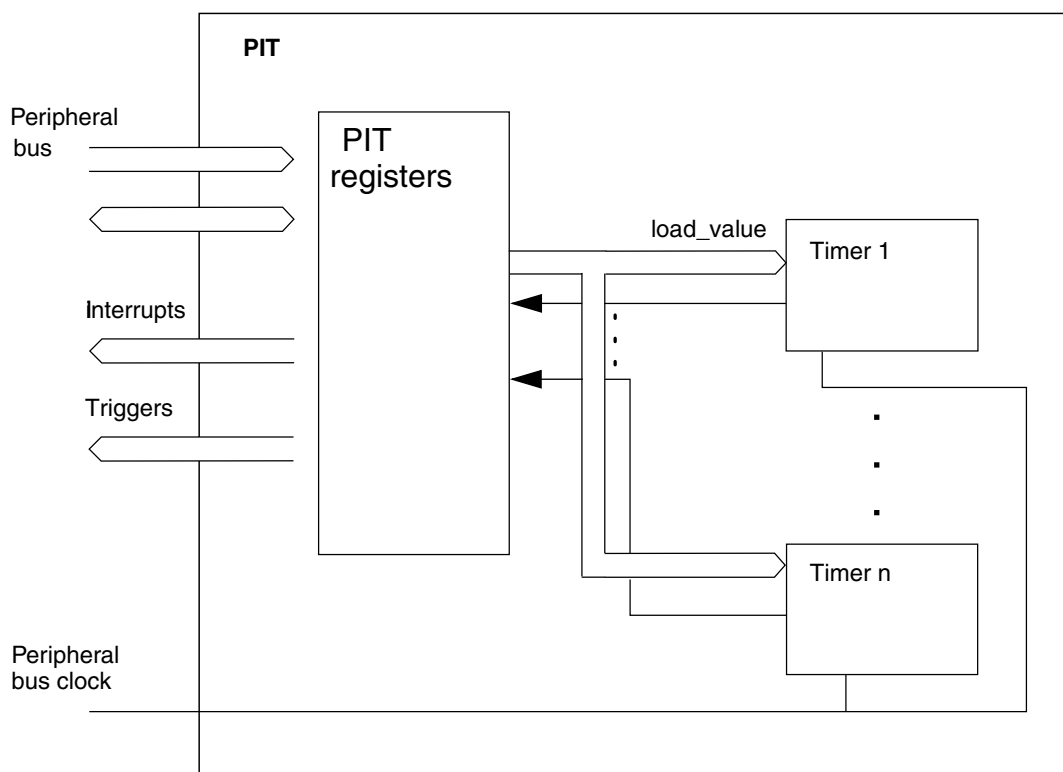 PIT
Peripheral
bus
PIT
registers
load_value
Timer 1
Interrupts
Triggers
Timer n
Peripheral
bus clock